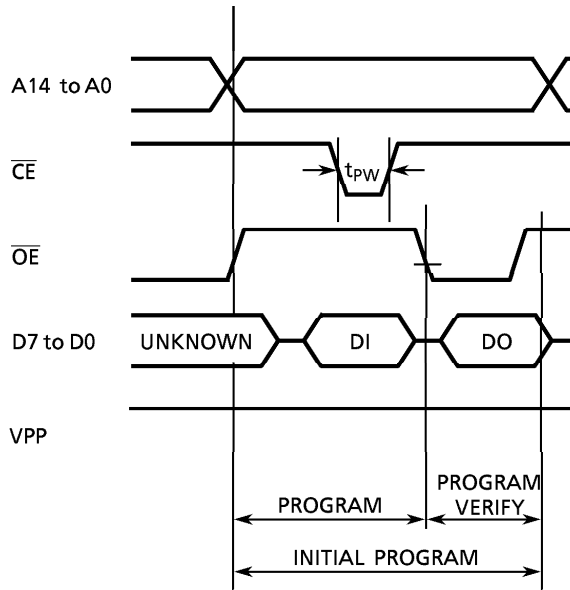 A14 to A0
CE
tPW
OE
D7 to D0
UNKNOWN
DI
DO
VPP
PROGRAM
PROGRAM
VERIFY
INITIAL PROGRAM